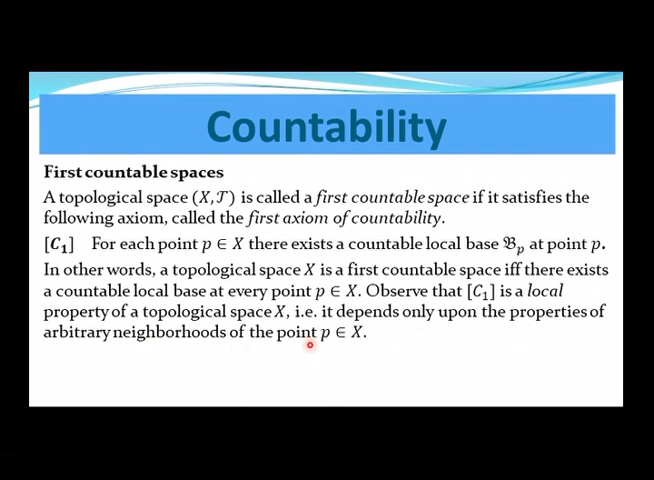 Countability
First countable spaces
A topological space (X, 𝒯) is called a first countable space if it satisfies the
following axiom, called the first axiom of countability.
[C₁] For each point p ∈ X there exists a countable local base 𝔅ₚ at point p.
In other words, a topological space X is a first countable space iff there exists
a countable local base at every point p ∈ X. Observe that [C₁] is a local
property of a topological space X, i.e. it depends only upon the properties of
arbitrary neighborhoods of the point p ∈ X.